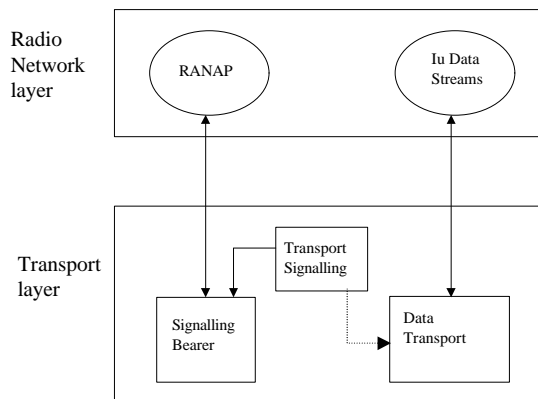 Radio
Network
layer
RANAP
Iu Data
Streams
Transport
layer
Transport
Signalling
Signalling
Bearer
Data
Transport